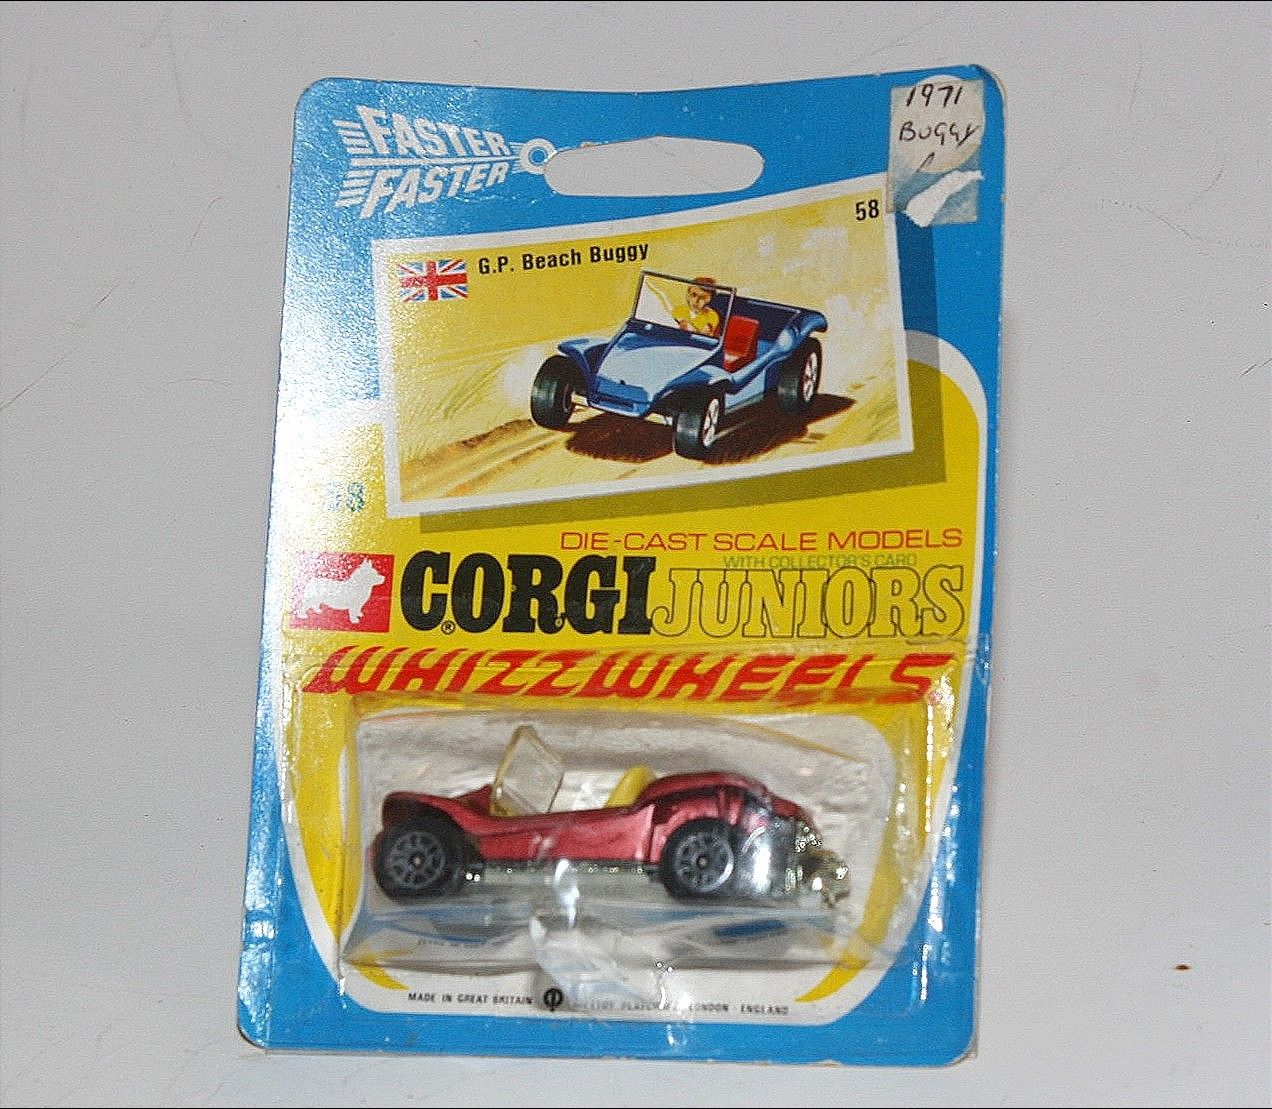 1971
BUGGY
FASTER
FASTER
58
G.P. Beach Buggy
DIE-CAST SCALE MODELS
WITH COLLECTOR'S CARD
CORGI JUNIORS
®
WHIZZWHEELS
MADE IN GREAT BRITAIN LONDON - ENGLAND